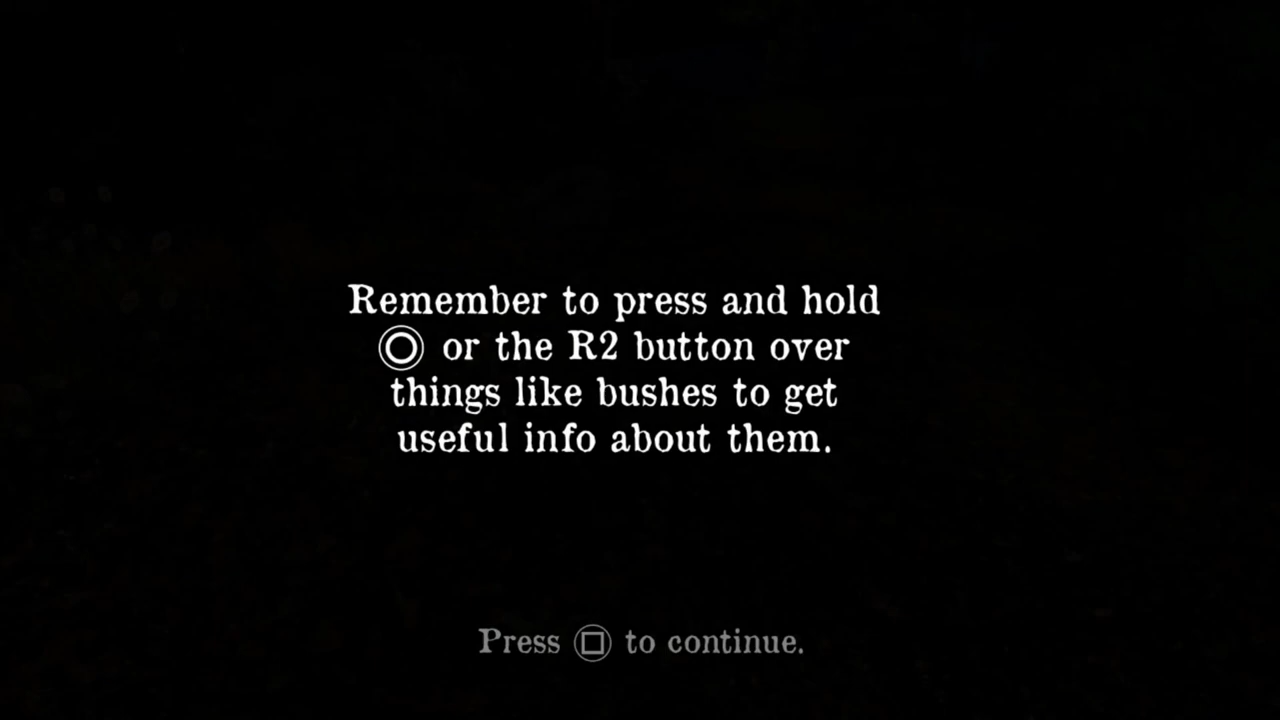 Remember to press and hold
◯ or the R2 button over
things like bushes to get
useful info about them.
Press □ to continue.